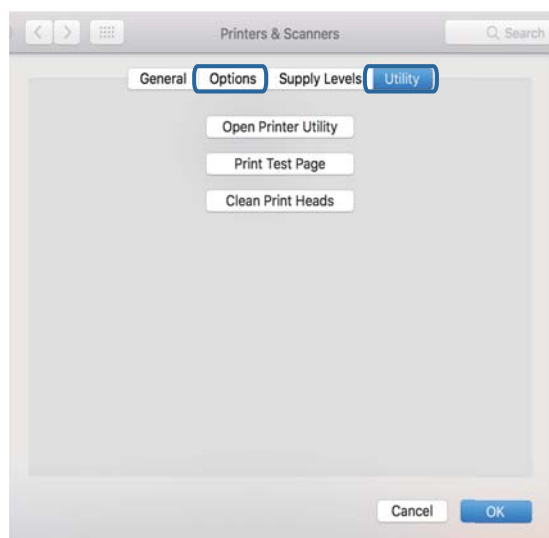 Printers & Scanners Search
General Options Supply Levels Utility
Open Printer Utility
Print Test Page
Clean Print Heads
Cancel OK